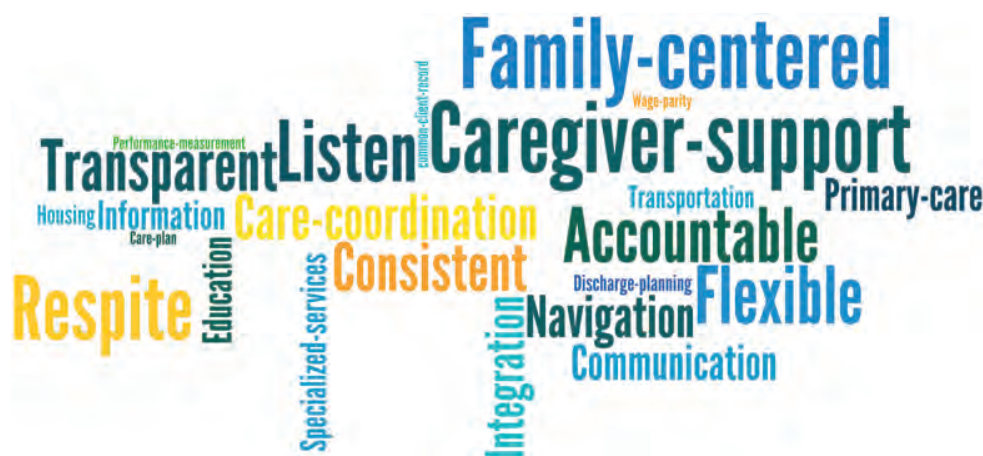 Family-centered
common-client-record
Wage-parity
Caregiver-support
Performance-measurement
Listen
Transparent
Transportation
Primary-care
Housing
Information
Care-coordination
Accountable
Care-plan
Education
Consistent
Specialized-services
Discharge-planning
Flexible
Respite
Integration
Navigation
Communication